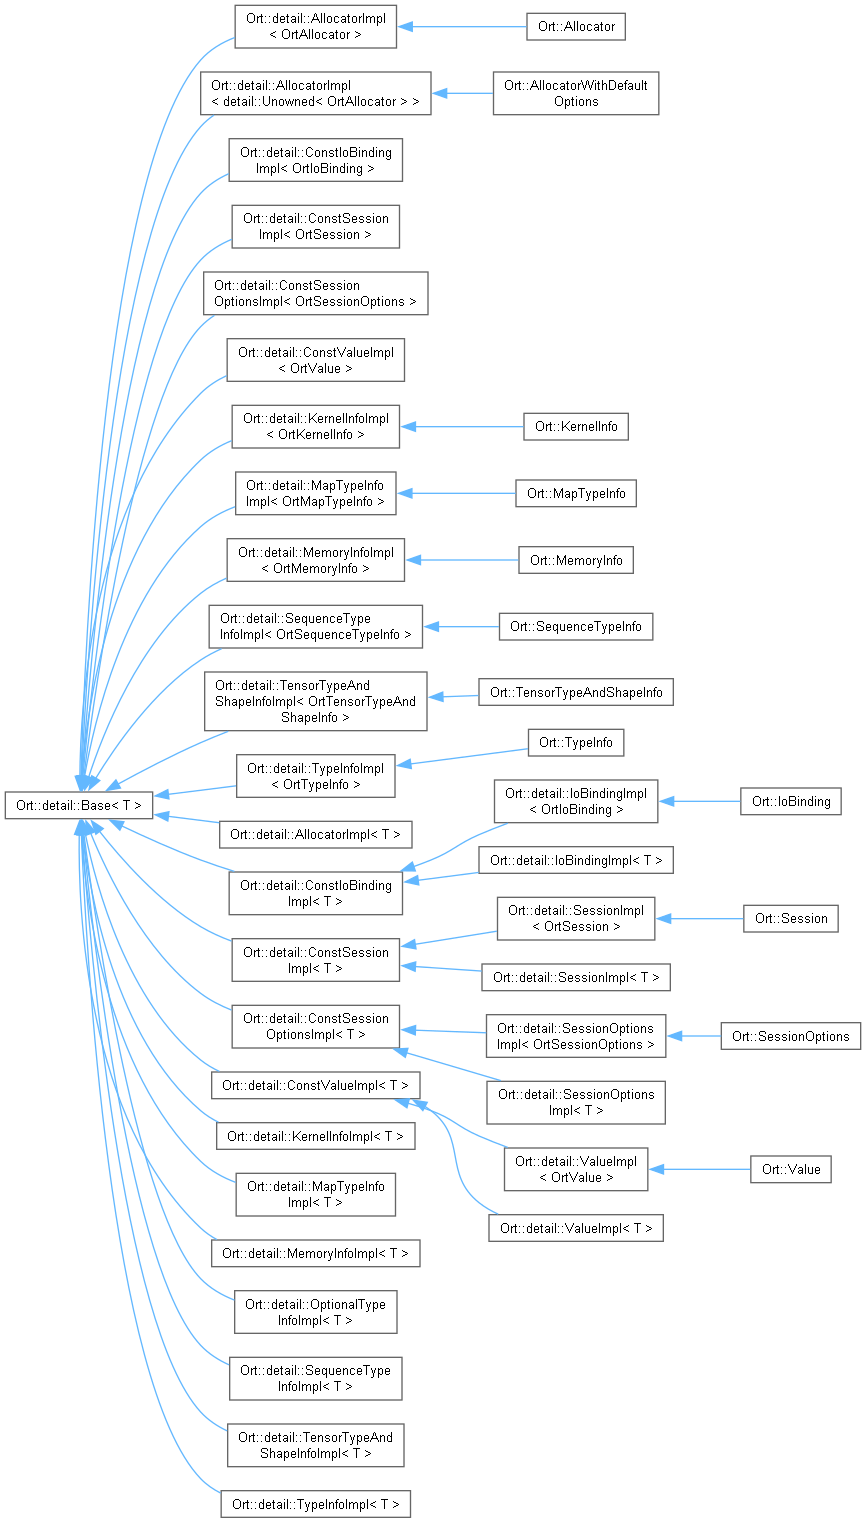 Ort::detail::AllocatorImpl
< OrtAllocator >
Ort::Allocator
Ort::detail::AllocatorImpl
< detail::Unowned< OrtAllocator > >
Ort::AllocatorWithDefault
Options
Ort::detail::ConstIoBinding
Impl< OrtIoBinding >
Ort::detail::ConstSession
Impl< OrtSession >
Ort::detail::ConstSession
OptionsImpl< OrtSessionOptions >
Ort::detail::ConstValueImpl
< OrtValue >
Ort::detail::KernelInfoImpl
< OrtKernelInfo >
Ort::KernelInfo
Ort::detail::MapTypeInfo
Impl< OrtMapTypeInfo >
Ort::MapTypeInfo
Ort::detail::MemoryInfoImpl
< OrtMemoryInfo >
Ort::MemoryInfo
Ort::detail::SequenceType
InfoImpl< OrtSequenceTypeInfo >
Ort::SequenceTypeInfo
Ort::detail::TensorTypeAnd
ShapeInfoImpl< OrtTensorTypeAnd
ShapeInfo >
Ort::TensorTypeAndShapeInfo
Ort::detail::TypeInfoImpl
< OrtTypeInfo >
Ort::TypeInfo
Ort::detail::Base< T >
Ort::detail::AllocatorImpl< T >
Ort::detail::IoBindingImpl
< OrtIoBinding >
Ort::IoBinding
Ort::detail::IoBindingImpl< T >
Ort::detail::ConstIoBinding
Impl< T >
Ort::detail::SessionImpl
< OrtSession >
Ort::Session
Ort::detail::ConstSession
Impl< T >
Ort::detail::SessionImpl< T >
Ort::detail::ConstSession
OptionsImpl< T >
Ort::detail::SessionOptions
Impl< OrtSessionOptions >
Ort::SessionOptions
Ort::detail::ConstValueImpl< T >
Ort::detail::SessionOptions
Impl< T >
Ort::detail::KernelInfoImpl< T >
Ort::detail::ValueImpl
< OrtValue >
Ort::Value
Ort::detail::MapTypeInfo
Impl< T >
Ort::detail::ValueImpl< T >
Ort::detail::MemoryInfoImpl< T >
Ort::detail::OptionalType
InfoImpl< T >
Ort::detail::SequenceType
InfoImpl< T >
Ort::detail::TensorTypeAnd
ShapeInfoImpl< T >
Ort::detail::TypeInfoImpl< T >